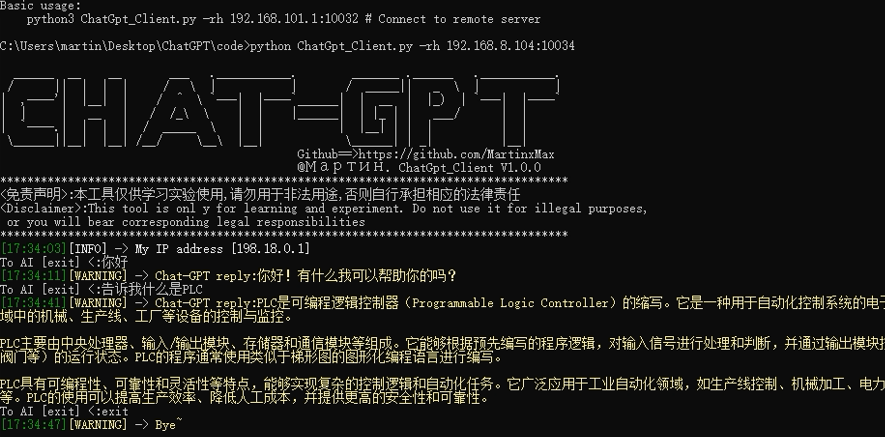 Basic usage:
python3 ChatGpt_Client.py -rh 192.168.101.1:10032 # Connect to remote server
C:\Users\martin\Desktop\ChatGPT\code>python ChatGpt_Client.py -rh 192.168.8.104:10034
CHAT-GPT
Github==>https://github.com/MartinxMax
@Мартин. ChatGpt_Client V1.0.0
*******************************************************************************
<免责声明>:本工具仅供学习实验使用,请勿用于非法用途,否则自行承担相应的法律责任
<Disclaimer>:This tool is onl y for learning and experiment. Do not use it for illegal purposes,
or you will bear corresponding legal responsibilities
*******************************************************************************
[17:34:03][INFO] -> My IP address [198.18.0.1]
To AI [exit] <:你好
[17:34:11][WARNING] -> Chat-GPT reply:你好！有什么我可以帮助你的吗？
To AI [exit] <:告诉我什么是PLC
[17:34:41][WARNING] -> Chat-GPT reply:PLC是可编程逻辑控制器（Programmable Logic Controller）的缩写。它是一种用于自动化控制系统的电子
域中的机械、生产线、工厂等设备的控制与监控。
PLC主要由中央处理器、输入/输出模块、存储器和通信模块等组成。它能够根据预先编写的程序逻辑，对输入信号进行处理和判断，并通过输出模块控
阀门等）的运行状态。PLC的程序通常使用类似于梯形图的图形化编程语言进行编写。
PLC具有可编程性、可靠性和灵活性等特点，能够实现复杂的控制逻辑和自动化任务。它广泛应用于工业自动化领域，如生产线控制、机械加工、电力
等。PLC的使用可以提高生产效率、降低人工成本，并提供更高的安全性和可靠性。
To AI [exit] <:exit
[17:34:47][WARNING] -> Bye~